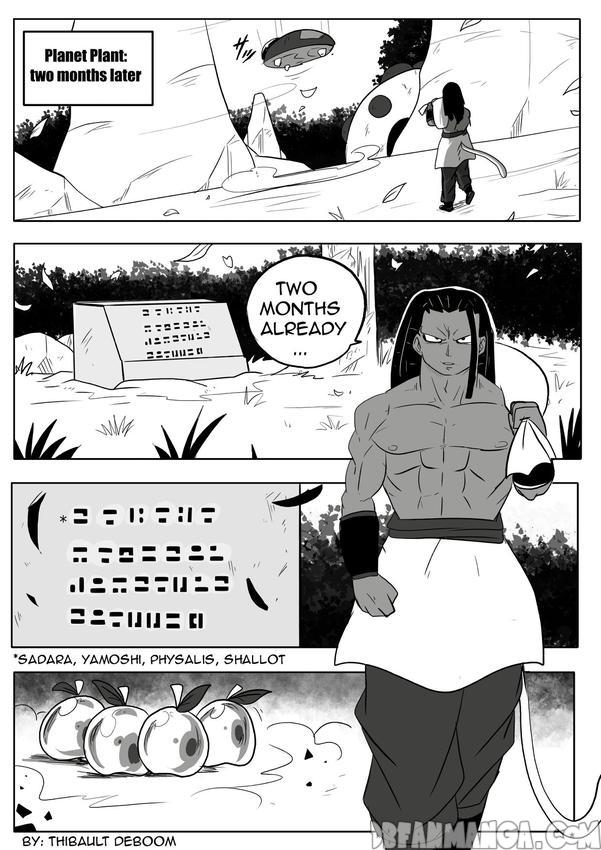 Planet Plant:
two months later
TWO
MONTHS
ALREADY
...
*
*SADARA, YAMOSHI, PHYSALIS, SHALLOT
BY: THIBAULT DEBOOM
DBFANMANGA.COM